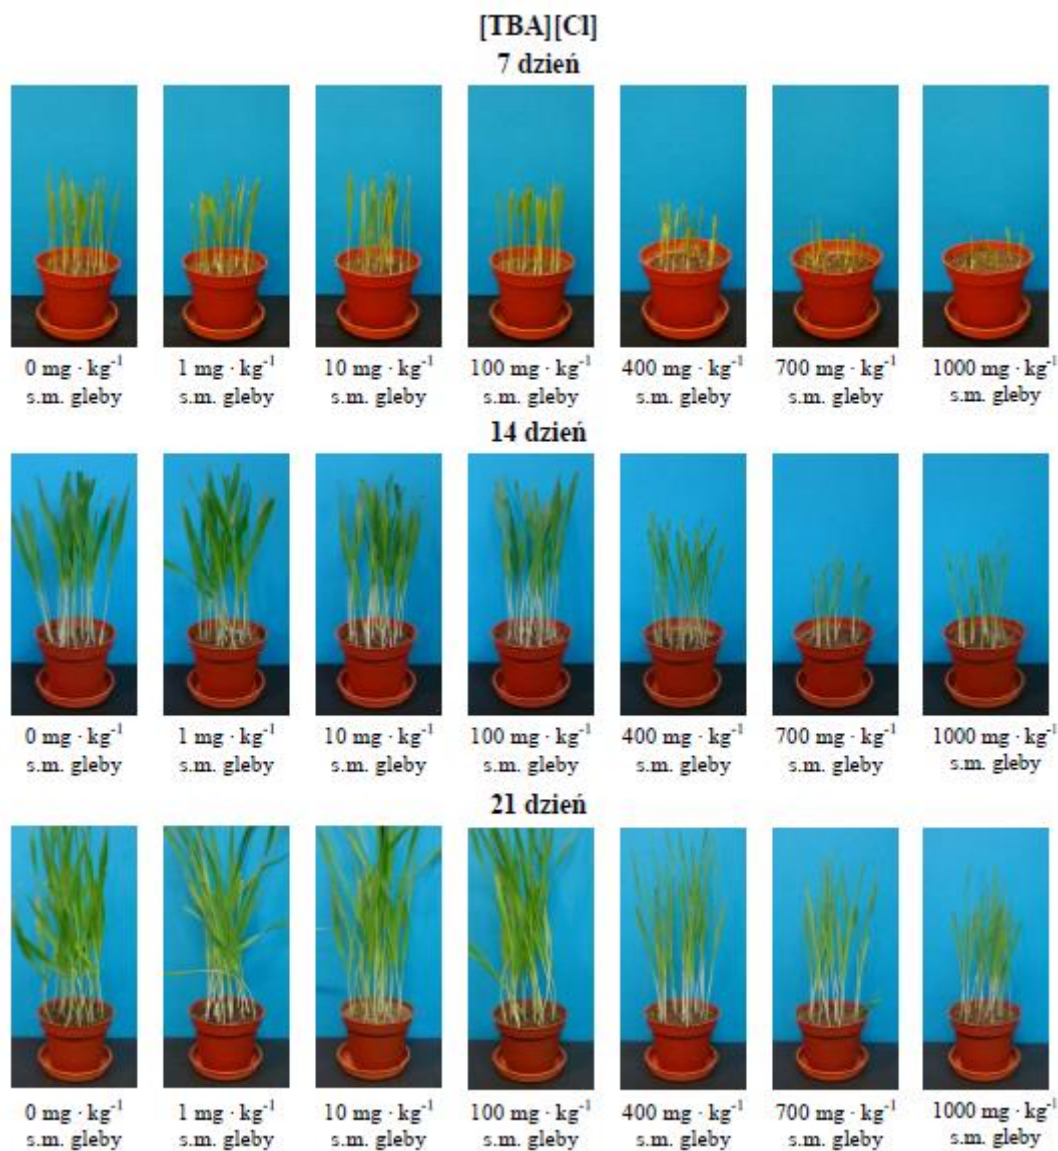 [TBA][Cl]
7 dzień
0 mg · kg⁻¹ 1 mg · kg⁻¹ 10 mg · kg⁻¹ 100 mg · kg⁻¹ 400 mg · kg⁻¹ 700 mg · kg⁻¹ 1000 mg · kg⁻¹
s.m. gleby s.m. gleby s.m. gleby s.m. gleby s.m. gleby s.m. gleby s.m. gleby
14 dzień
0 mg · kg⁻¹ 1 mg · kg⁻¹ 10 mg · kg⁻¹ 100 mg · kg⁻¹ 400 mg · kg⁻¹ 700 mg · kg⁻¹ 1000 mg · kg⁻¹
s.m. gleby s.m. gleby s.m. gleby s.m. gleby s.m. gleby s.m. gleby s.m. gleby
21 dzień
0 mg · kg⁻¹ 1 mg · kg⁻¹ 10 mg · kg⁻¹ 100 mg · kg⁻¹ 400 mg · kg⁻¹ 700 mg · kg⁻¹ 1000 mg · kg⁻¹
s.m. gleby s.m. gleby s.m. gleby s.m. gleby s.m. gleby s.m. gleby s.m. gleby